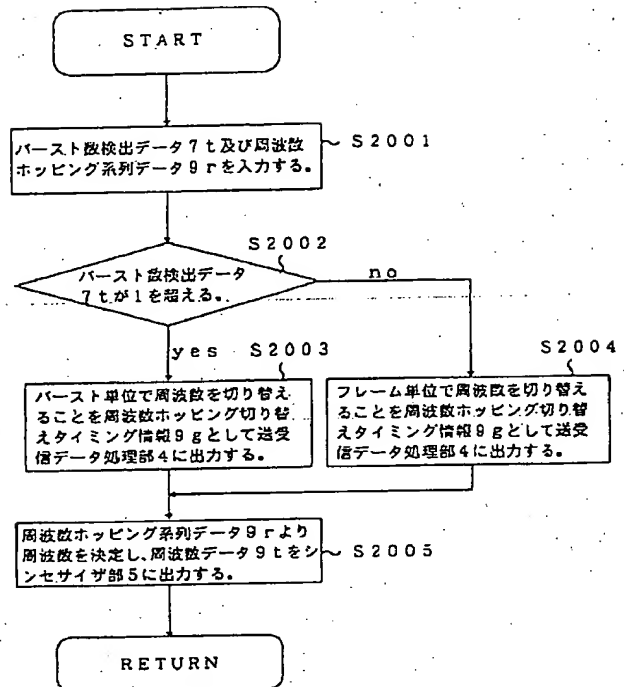 START
バースト数検出データ7t及び周波数
ホッピング系列データ9rを入力する。
S2001
S2002
バースト数検出データ
7tが1を超える。
no
yes
S2003
S2004
バースト単位で周波数を切り替え
ることを周波数ホッピング切り替
えタイミング情報9gとして送受
信データ処理部4に出力する。
フレーム単位で周波数を切り替え
ることを周波数ホッピング切り替
えタイミング情報9gとして送受
信データ処理部4に出力する。
周波数ホッピング系列データ9rより
周波数を決定し、周波数データ9tをシ
ンセサイザ部5に出力する。
S2005
RETURN